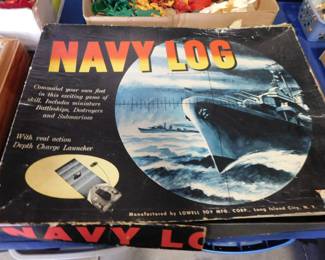 NAVY LOG
Command your own fleet
in this exciting game of
skill. Includes miniature
Battleships, Destroyers
and Submarines
With real action
Depth Charge Launcher
Manufactured by LOWELL TOY MFG. CORP., Long Island City, N. Y.
NAVY LO